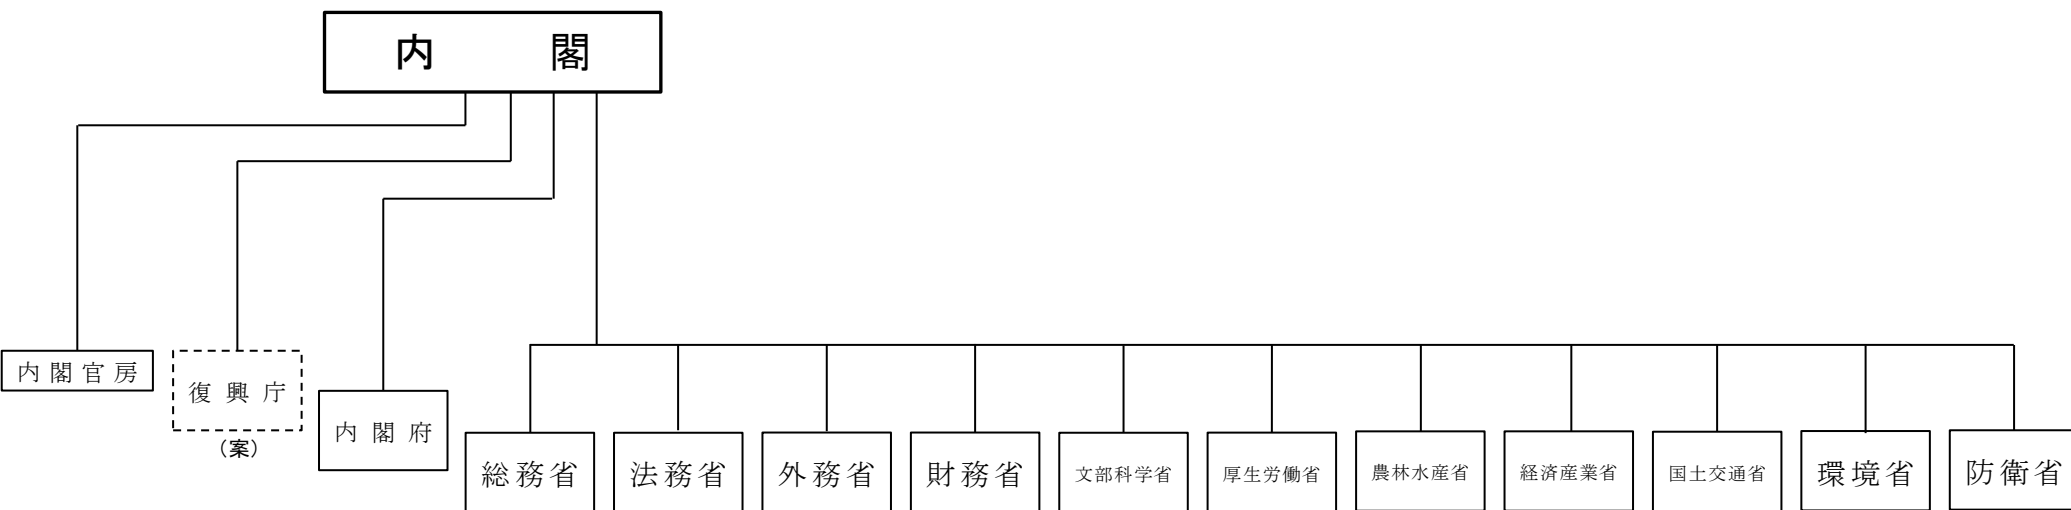 内閣
内閣官房
復興庁
（案）
内閣府
総務省
法務省
外務省
財務省
文部科学省
厚生労働省
農林水産省
経済産業省
国土交通省
環境省
防衛省